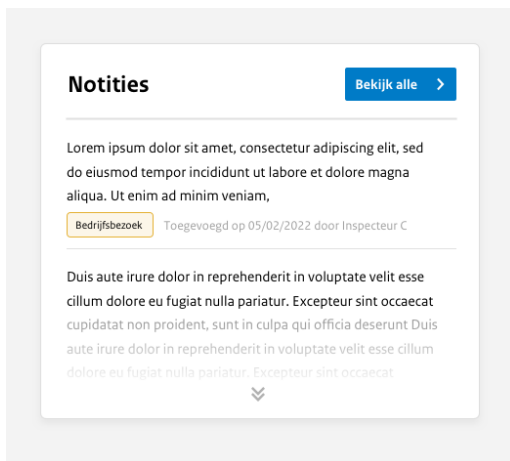 Notities
Bekijk alle
Lorem ipsum dolor sit amet, consectetur adipiscing elit, sed
do eiusmod tempor incididunt ut labore et dolore magna
aliqua. Ut enim ad minim veniam,
Bedrijfsbezoek Toegevoegd op 05/02/2022 door Inspecteur C
Duis aute irure dolor in reprehenderit in voluptate velit esse
cillum dolore eu fugiat nulla pariatur. Excepteur sint occaecat
cupidatat non proident, sunt in culpa qui officia deserunt Duis
aute irure dolor in reprehenderit in voluptate velit esse cillum
dolore eu fugiat nulla pariatur. Excepteur sint occaecat